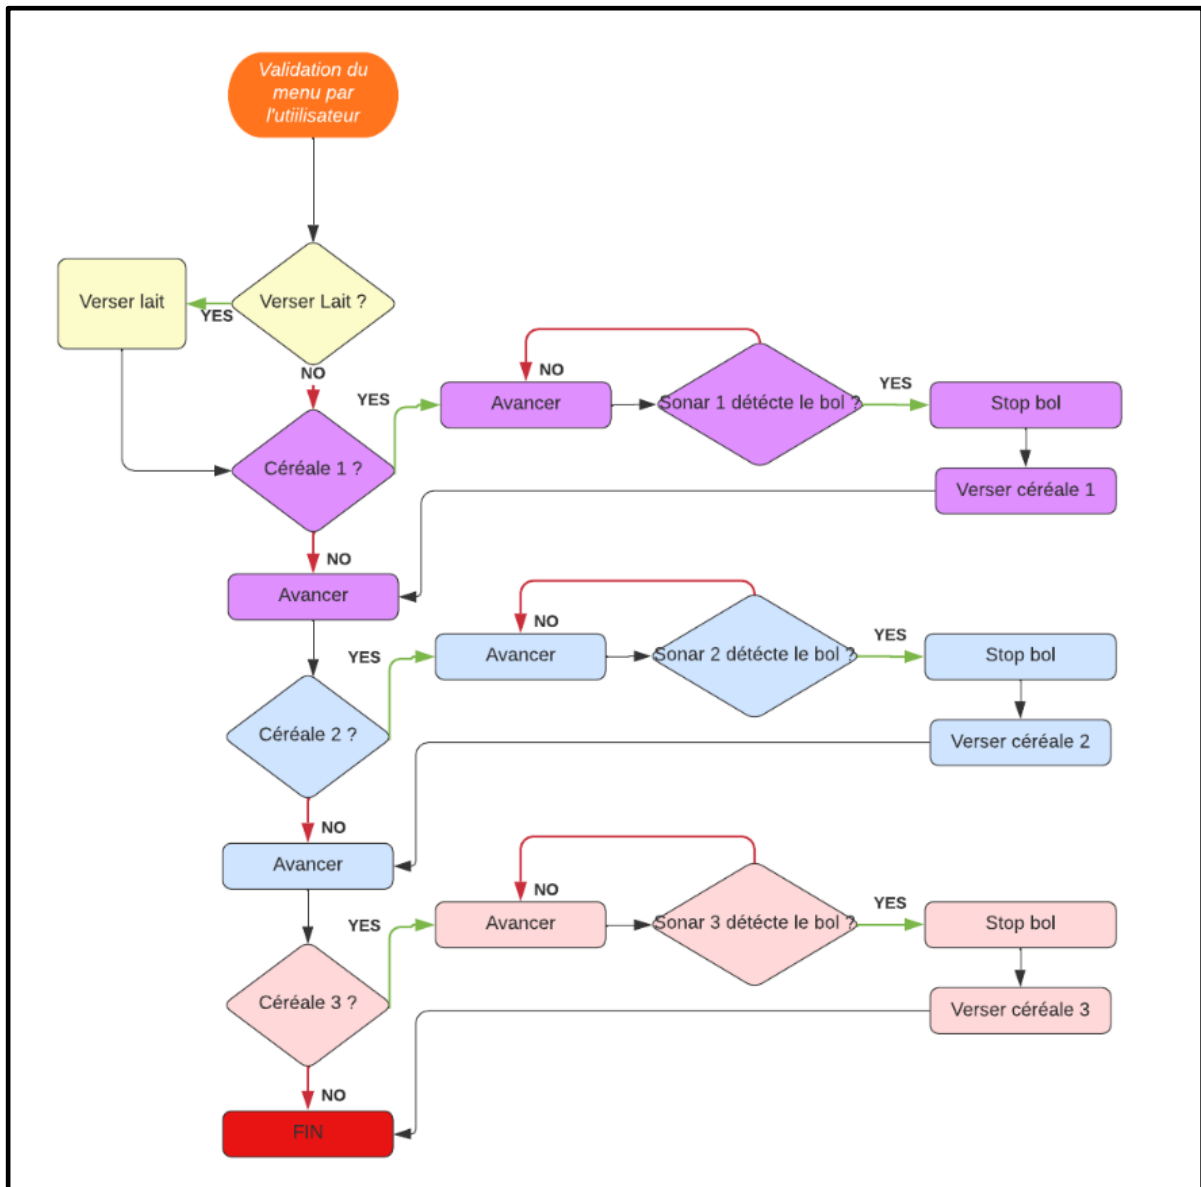 Validation du
menu par
l'utiilisateur
Verser lait
YES
Verser Lait ?
NO
Céréale 1 ?
YES
Avancer
NO
Sonar 1 détécte le bol ?
YES
Stop bol
Verser céréale 1
NO
Avancer
Céréale 2 ?
YES
Avancer
NO
Sonar 2 détécte le bol ?
YES
Stop bol
Verser céréale 2
NO
Avancer
Céréale 3 ?
YES
Avancer
NO
Sonar 3 détécte le bol ?
YES
Stop bol
Verser céréale 3
NO
FIN